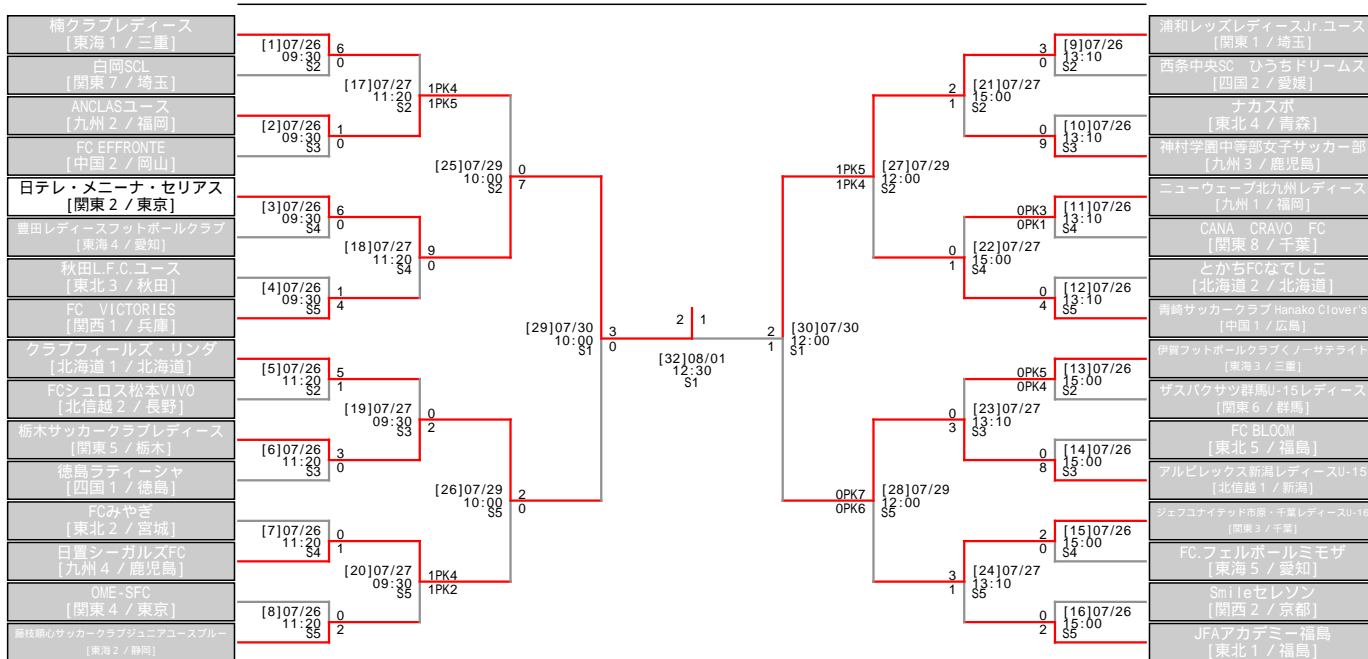 楠クラブレディース
[東海１／三重]
白岡SCL
[関東７／埼玉]
ANCLASユース
[九州２／福岡]
FC EFFRONTE
[中国２／岡山]
日テレ・メニーナ・セリアス
[関東２／東京]
豊田レディースフットボールクラブ
[東海４／愛知]
秋田L.F.C.ユース
[東北３／秋田]
FC　VICTORIES
[関西１／兵庫]
クラブフィールズ・リンダ
[北海道１／北海道]
FCシュロス松本VIVO
[北信越２／長野]
栃木サッカークラブレディース
[関東５／栃木]
徳島ラティーシャ
[四国１／徳島]
FCみやぎ
[東北２／宮城]
日置シーガルズFC
[九州４／鹿児島]
OME-SFC
[関東４／東京]
藤枝順心サッカークラブジュニアユースブルー
[東海２／静岡]
[1]07/26
09:30
S2
6
0
[2]07/26
09:30
S3
1
0
[3]07/26
09:30
S4
6
0
[4]07/26
09:30
S5
1
4
[5]07/26
11:20
S2
5
1
[6]07/26
11:20
S3
3
0
[7]07/26
11:20
S4
0
1
[8]07/26
11:20
S5
0
2
[17]07/27
11:20
S2
1PK4
1PK5
[18]07/27
11:20
S4
9
0
[19]07/27
09:30
S3
0
2
[20]07/27
09:30
S5
1PK4
1PK2
[25]07/29
10:00
S2
0
7
[26]07/29
10:00
S5
2
0
[29]07/30
10:00
S1
3
0
2 1
[32]08/01
12:30
S1
2
1
[30]07/30
12:00
S1
1PK5
1PK4
[27]07/29
12:00
S2
0PK7
0PK6
[28]07/29
12:00
S5
2
1
[21]07/27
15:00
S2
0
1
[22]07/27
15:00
S4
0
3
[23]07/27
13:10
S3
3
1
[24]07/27
13:10
S5
3
0
[9]07/26
13:10
S2
0
9
[10]07/26
13:10
S3
0PK3
0PK1
[11]07/26
13:10
S4
0
4
[12]07/26
13:10
S5
0PK5
0PK4
[13]07/26
15:00
S2
0
8
[14]07/26
15:00
S3
2
0
[15]07/26
15:00
S4
0
2
[16]07/26
15:00
S5
浦和レッズレディースJr.ユース
[関東１／埼玉]
西条中央SC　ひうちドリームス
[四国２／愛媛]
ナカスポ
[東北４／青森]
神村学園中等部女子サッカー部
[九州３／鹿児島]
ニューウェーブ北九州レディース
[九州１／福岡]
CANA　CRAVO　FC
[関東８／千葉]
とかちFCなでしこ
[北海道２／北海道]
青崎サッカークラブ Hanako Clover's
[中国１／広島]
伊賀フットボールクラブくノ一サテライト
[東海３／三重]
ザスパクサツ群馬U-15レディース
[関東６／群馬]
FC BLOOM
[東北５／福島]
アルビレックス新潟レディースU-15
[北信越１／新潟]
ジェフユナイテッド市原・千葉レディースU-16
[関東３／千葉]
FC.フェルボールミモザ
[東海５／愛知]
Smileセレソン
[関西２／京都]
JFAアカデミー福島
[東北１／福島]